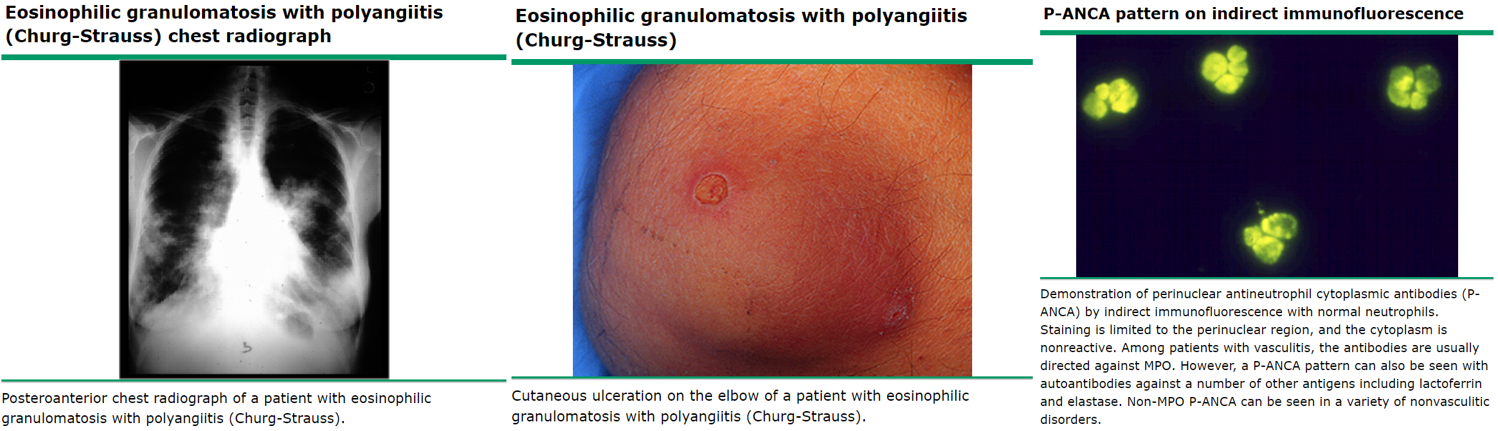 Eosinophilic granulomatosis with polyangiitis
(Churg-Strauss) chest radiograph
Posteroanterior chest radiograph of a patient with eosinophilic
granulomatosis with polyangiitis (Churg-Strauss).
Eosinophilic granulomatosis with polyangiitis
(Churg-Strauss)
Cutaneous ulceration on the elbow of a patient with eosinophilic
granulomatosis with polyangiitis (Churg-Strauss).
P-ANCA pattern on indirect immunofluorescence
Demonstration of perinuclear antineutrophil cytoplasmic antibodies (P-
ANCA) by indirect immunofluorescence with normal neutrophils.
Staining is limited to the perinuclear region, and the cytoplasm is
nonreactive. Among patients with vasculitis, the antibodies are usually
directed against MPO. However, a P-ANCA pattern can also be seen with
autoantibodies against a number of other antigens including lactoferrin
and elastase. Non-MPO P-ANCA can be seen in a variety of nonvasculitic
disorders.